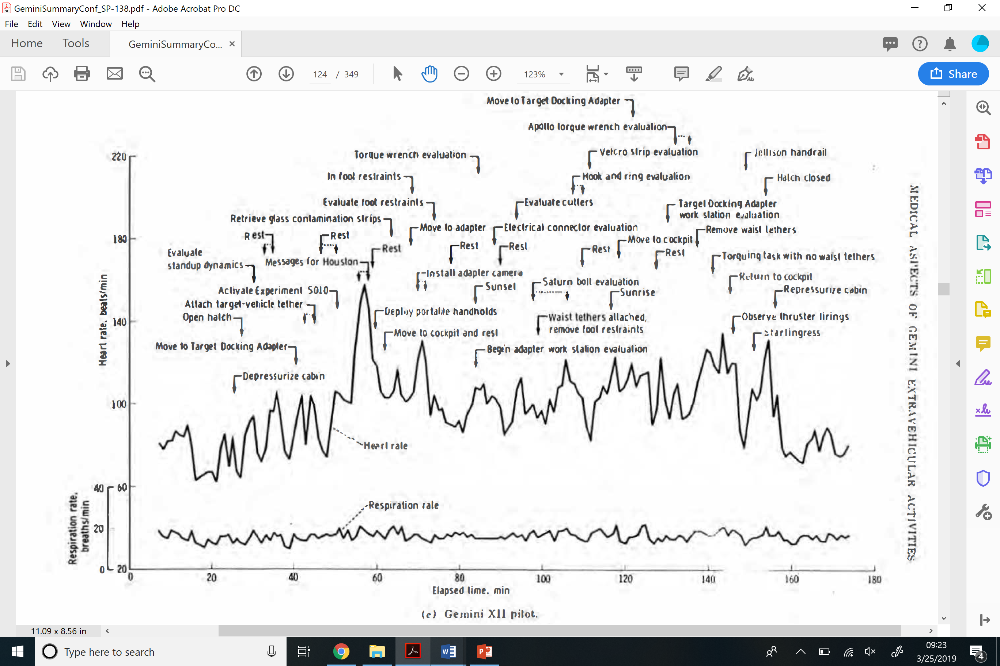 GeminiSummaryConf_SP-138.pdf - Adobe Acrobat Pro DC
File Edit View Window Help
Home Tools GeminiSummaryCo... ×
124 / 349 123% Share
Move to Target Docking Adapter
Apollo torque wrench evaluation
Torque wrench evaluation
Velcro strip evaluation
Jellison handrail
220
In foot restraints
Hook and ring evaluation
Hatch closed
Evaluate foot restraints
Evaluate cutters
Target Docking Adapter
work station evaluation
Retrieve glass contamination strips
Move to adapter
Electrical connector evaluation
Remove waist tethers
Rest
Rest
180
Rest
Rest
Rest
Rest
Move to cockpit
Rest
Evaluate
standup dynamics
Messages for Houston
Torquing task with no waist tethers
Install adapter camera
Return to cockpit
Activate Experiment S010
Sunset
Saturn bolt evaluation
Sunrise
Repressurize cabin
Attach target-vehicle tether
Open hatch
Deploy portable handholds
Waist tethers attached,
remove foot restraints
Observe thruster firings
140
Move to cockpit and rest
Start ingress
Move to Target Docking Adapter
Begin adapter work station evaluation
Depressurize cabin
Heart rate, beats/min
100
Heart rate
40 60
Respiration rate
Respiration rate,
breaths/min
20
0 20
0 20 40 60 80 100 120 140 160 180
Elapsed time, min
(c) Gemini XII pilot.
MEDICAL ASPECTS OF GEMINI EXTRAVEHICULAR ACTIVITIES
11.09 x 8.56 in
Type here to search
09:23
3/25/2019
4